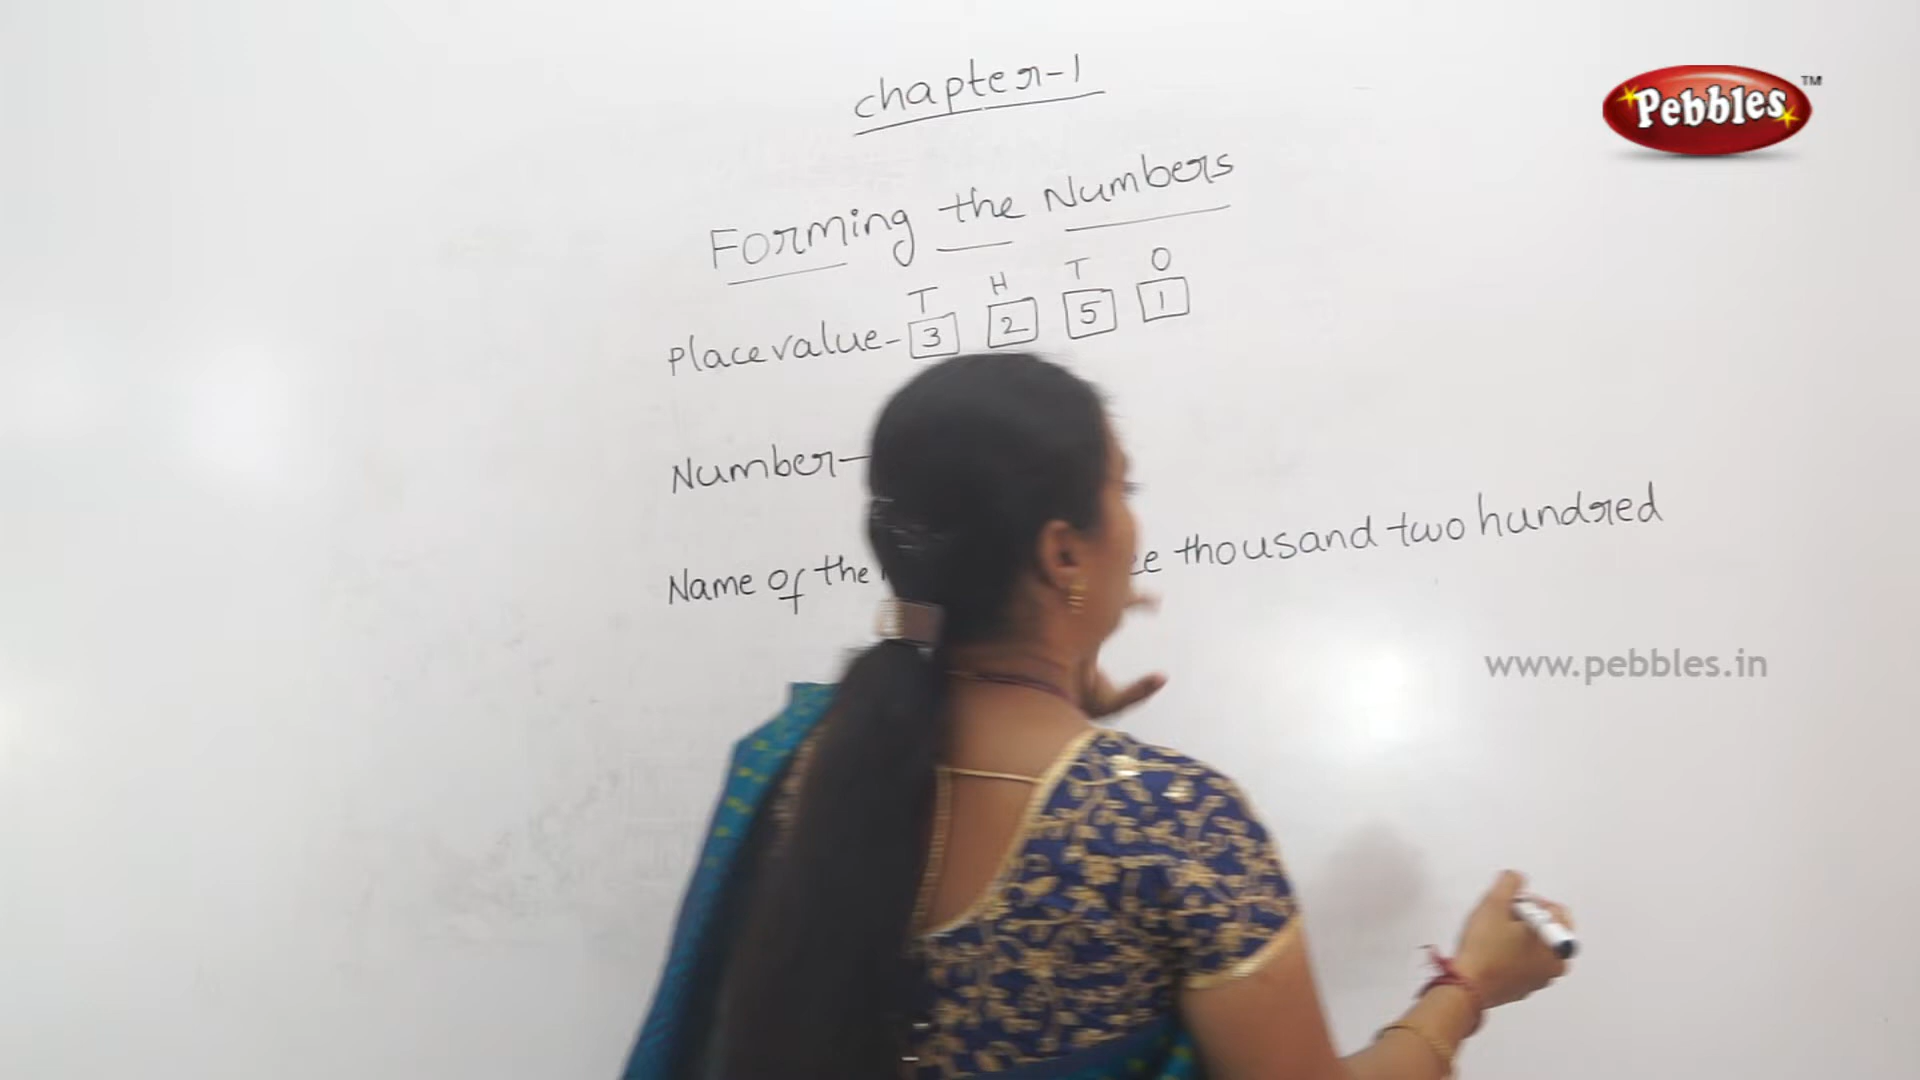 chapter-1
Pebbles TM
Forming the Numbers
T H T O
Place value - 3 2 5 1
Number-
Name of the thousand two hundred
www.pebbles.in